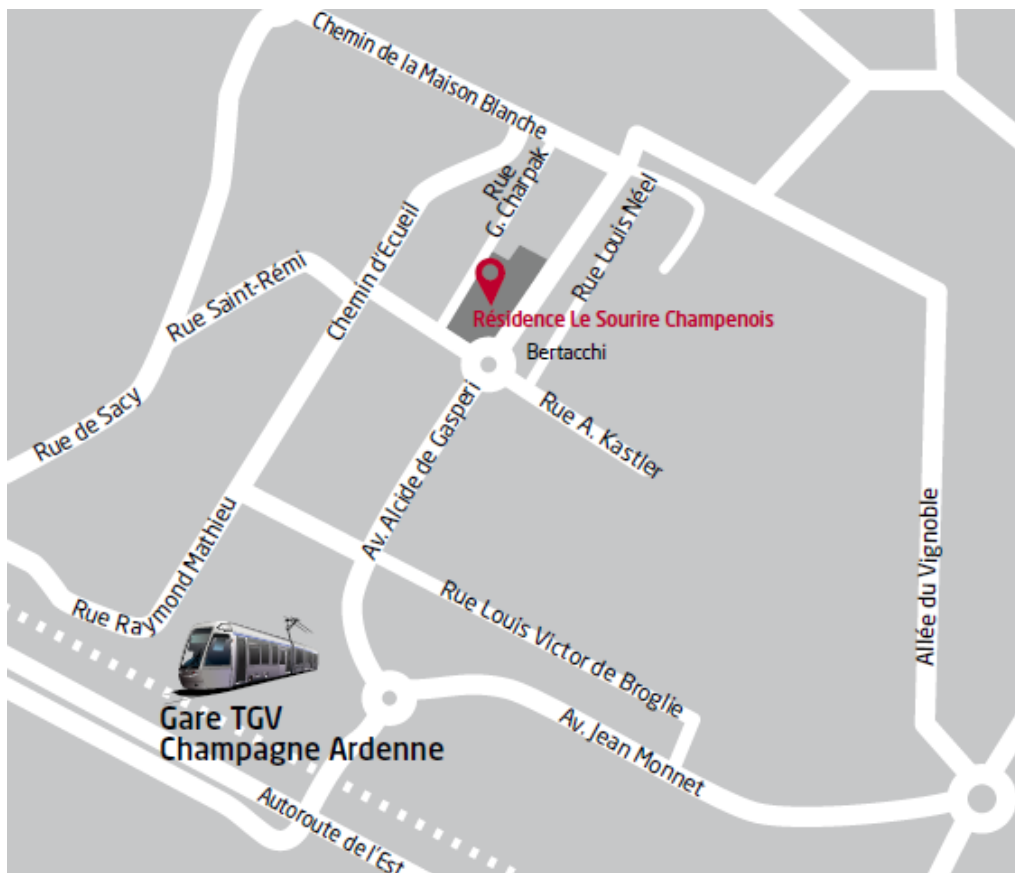 Chemin de la Maison Blanche
Rue
G. Charpak
Rue Louis Néel
Chemin d'Ecueil
Rue Saint-Rémi
Résidence Le Sourire Champenois
Bertacchi
Rue de Sacy
Rue A. Kastler
Av. Alcide de Gasperi
Rue Raymond Mathieu
Rue Louis Victor de Broglie
Allée du Vignoble
Gare TGV
Champagne Ardenne
Av. Jean Monnet
Autoroute de l'Est